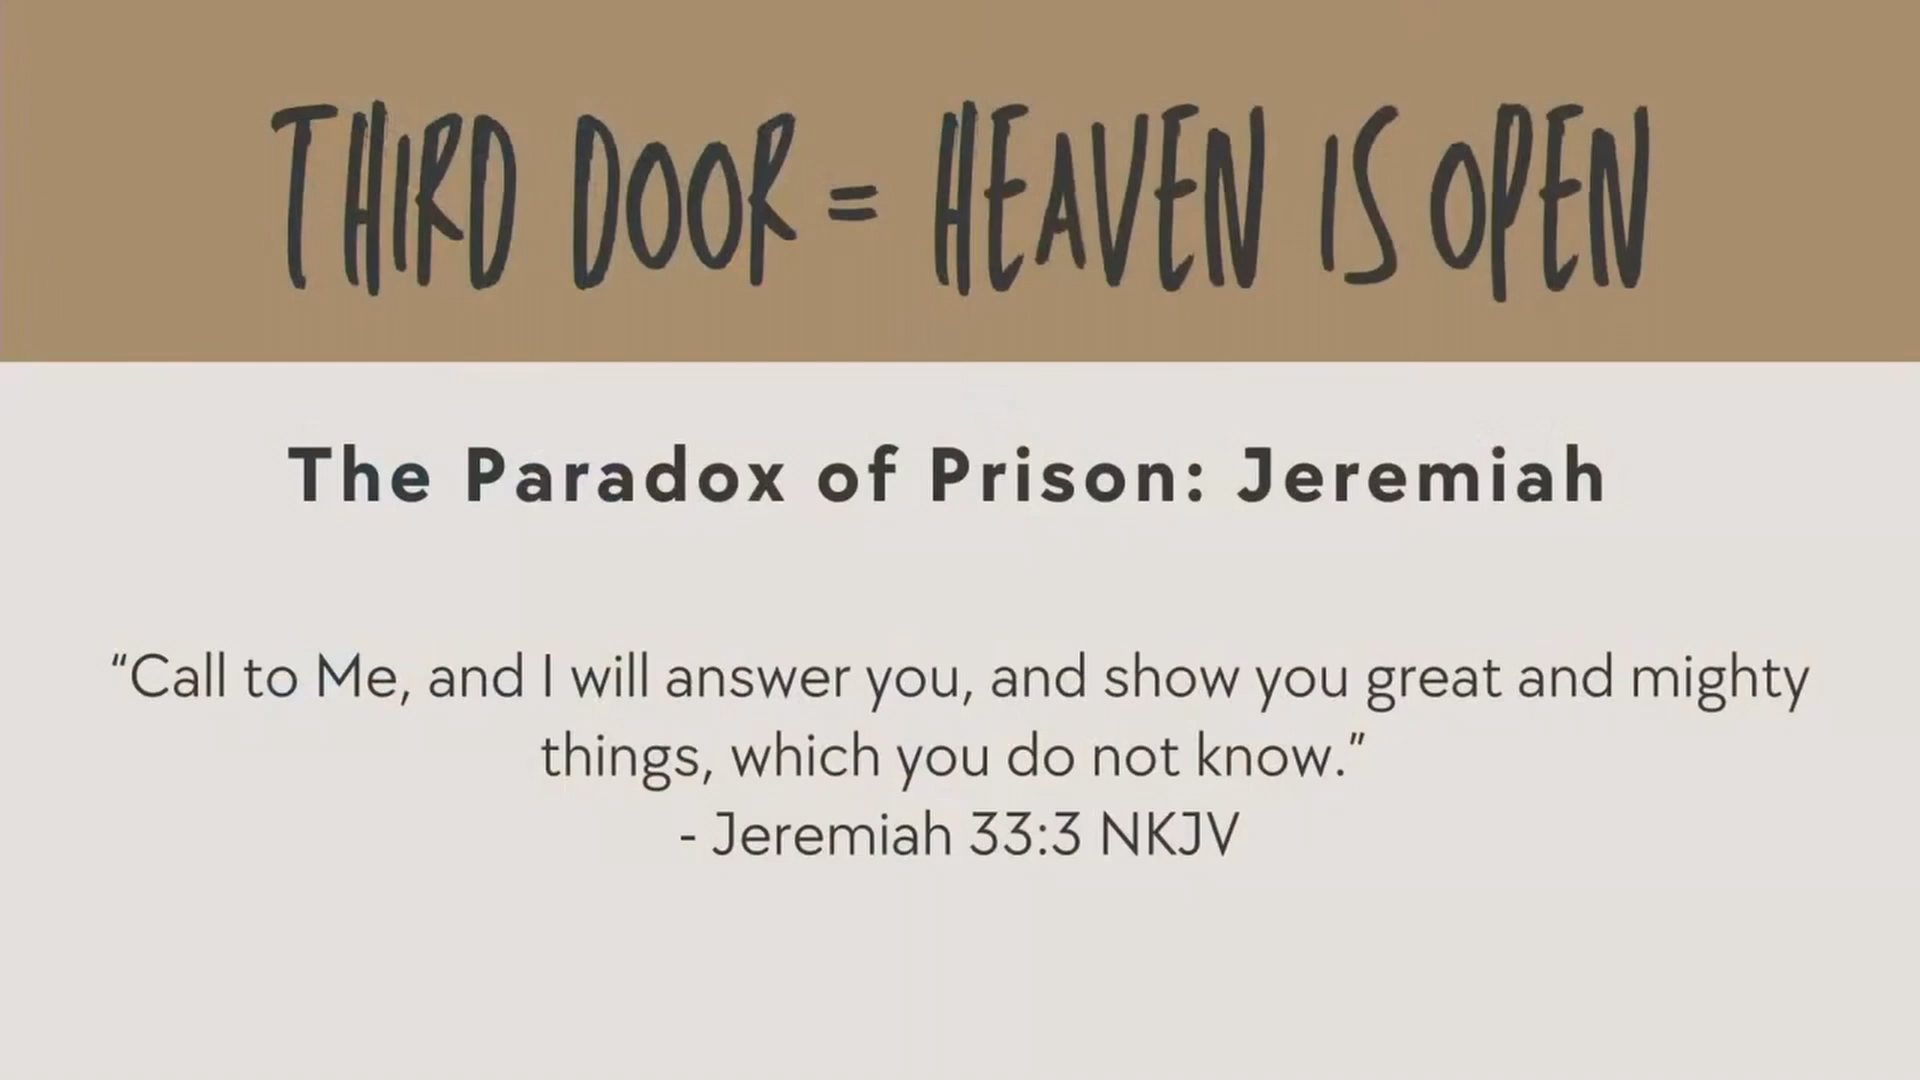 THIRD DOOR = HEAVEN IS OPEN
The Paradox of Prison: Jeremiah
“Call to Me, and I will answer you, and show you great and mighty
things, which you do not know.”
- Jeremiah 33:3 NKJV